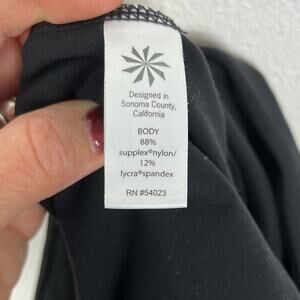 Designed in
Sonoma County,
California
BODY
88%
supplex®nylon/
12%
lycra®spandex
RN #54023